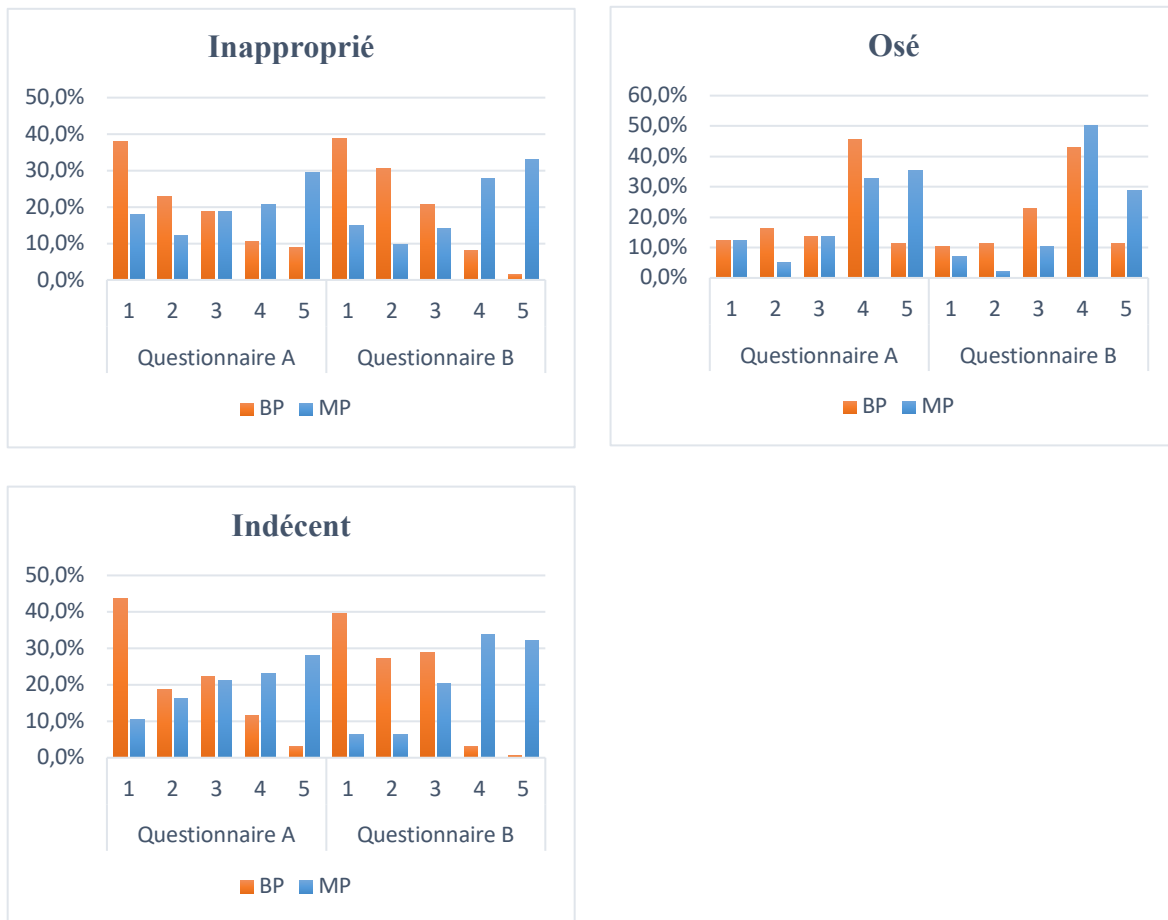 Inapproprié
50,0%
40,0%
30,0%
20,0%
10,0%
0,0%
1 2 3 4 5 1 2 3 4 5
Questionnaire A Questionnaire B
BP MP
Osé
60,0%
50,0%
40,0%
30,0%
20,0%
10,0%
0,0%
1 2 3 4 5 1 2 3 4 5
Questionnaire A Questionnaire B
BP MP
Indécent
50,0%
40,0%
30,0%
20,0%
10,0%
0,0%
1 2 3 4 5 1 2 3 4 5
Questionnaire A Questionnaire B
BP MP